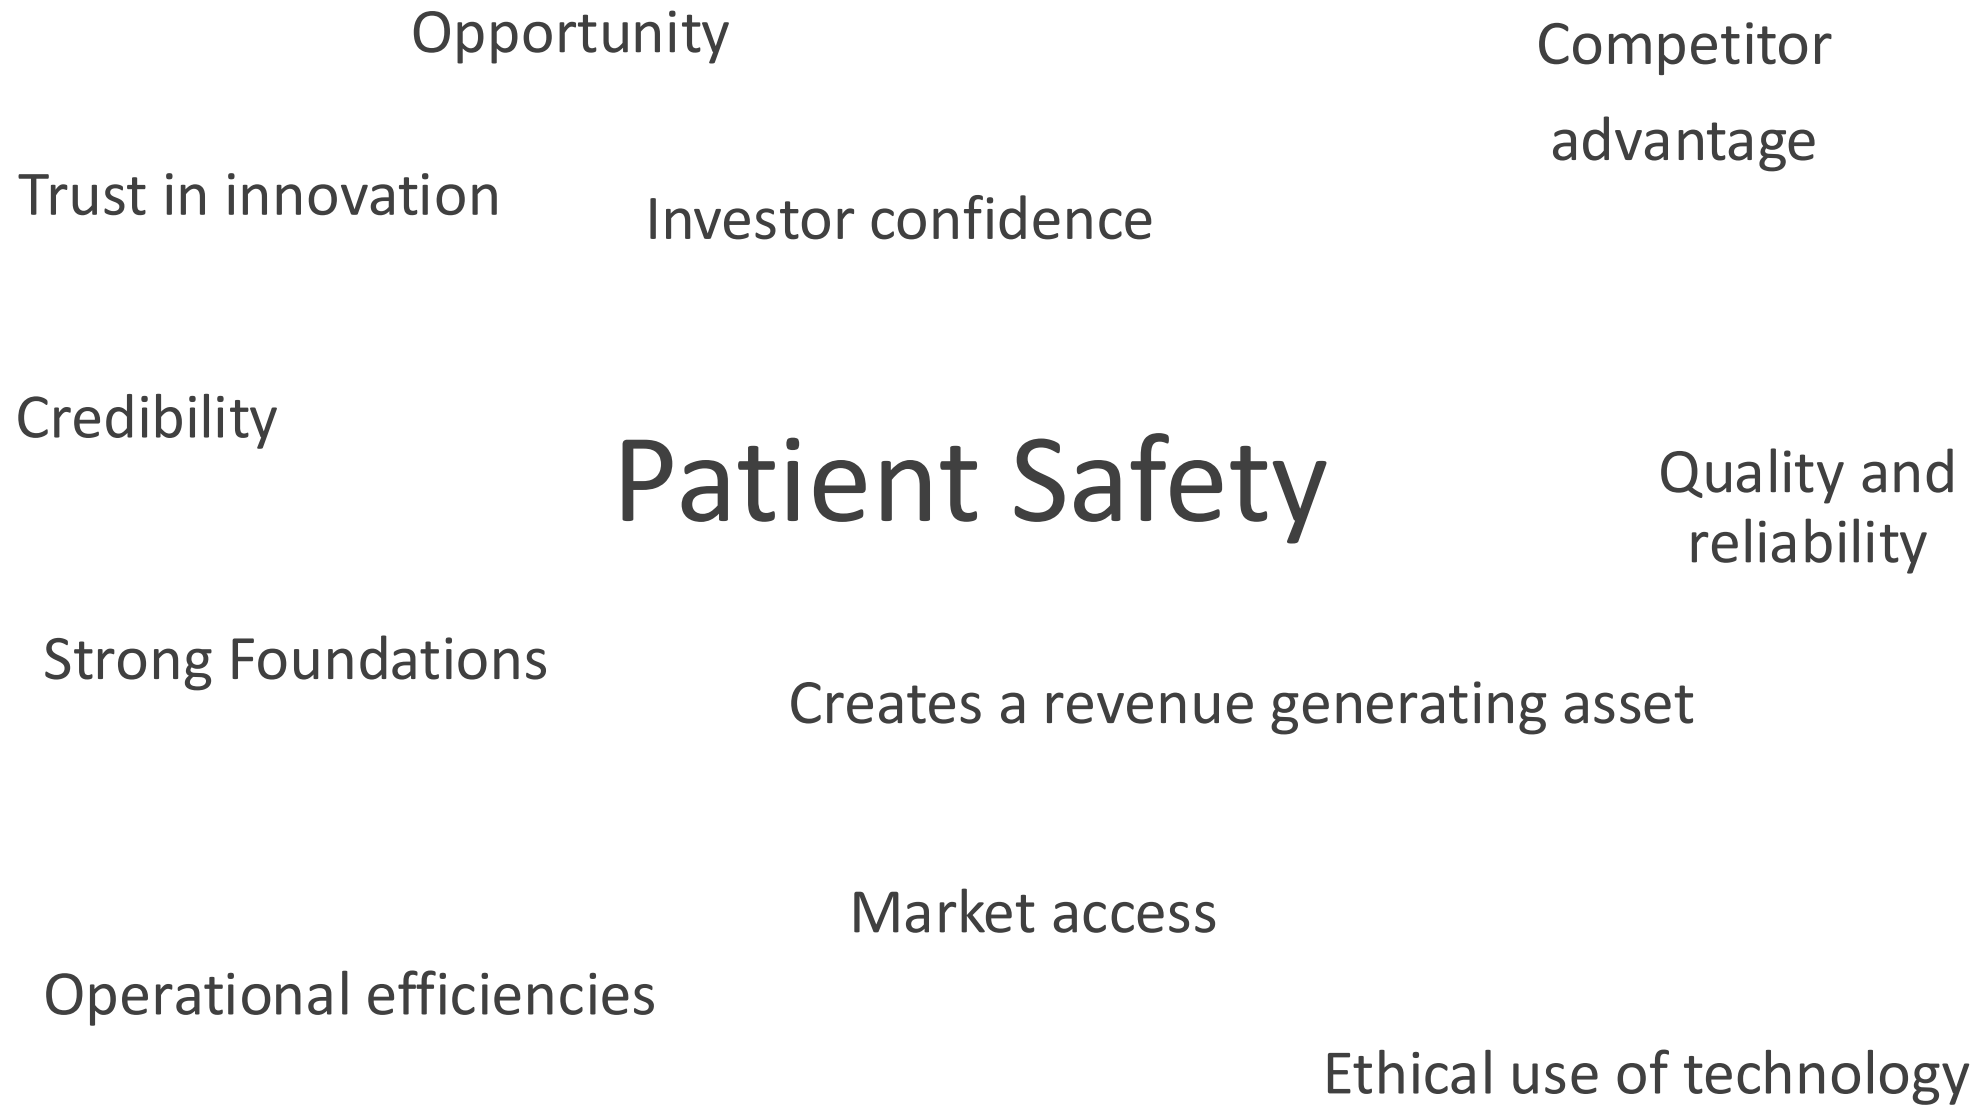 Opportunity
Competitor
advantage
Trust in innovation
Investor confidence
Credibility
Patient Safety
Quality and
reliability
Strong Foundations
Creates a revenue generating asset
Market access
Operational efficiencies
Ethical use of technology